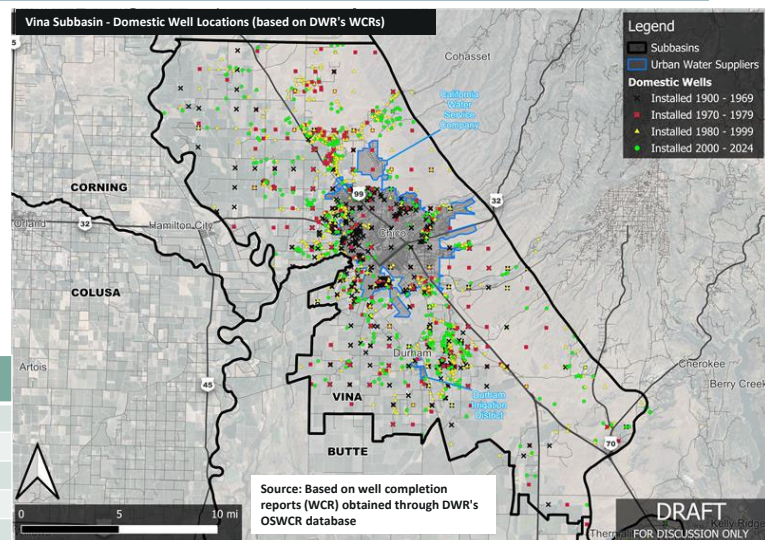 Vina Subbasin - Domestic Well Locations (based on DWR's WCRs)
Legend
Subbasins
Urban Water Suppliers
Domestic Wells
Installed 1900 - 1969
Installed 1970 - 1979
Installed 1980 - 1999
Installed 2000 - 2024
5
Cohasset
California
Water
Service
Company
CORNING
99
32
Orland
32
Hamilton City
Chico
COLUSA
Artois
45
Durham
Cherokee
Berry Creek
VINA
Durham
Irrigation
District
BUTTE
70
Source: Based on well completion
reports (WCR) obtained through DWR's
OSWCR database
0
5
10 mi
DRAFT
Kelly Ridge
FOR DISCUSSION ONLY